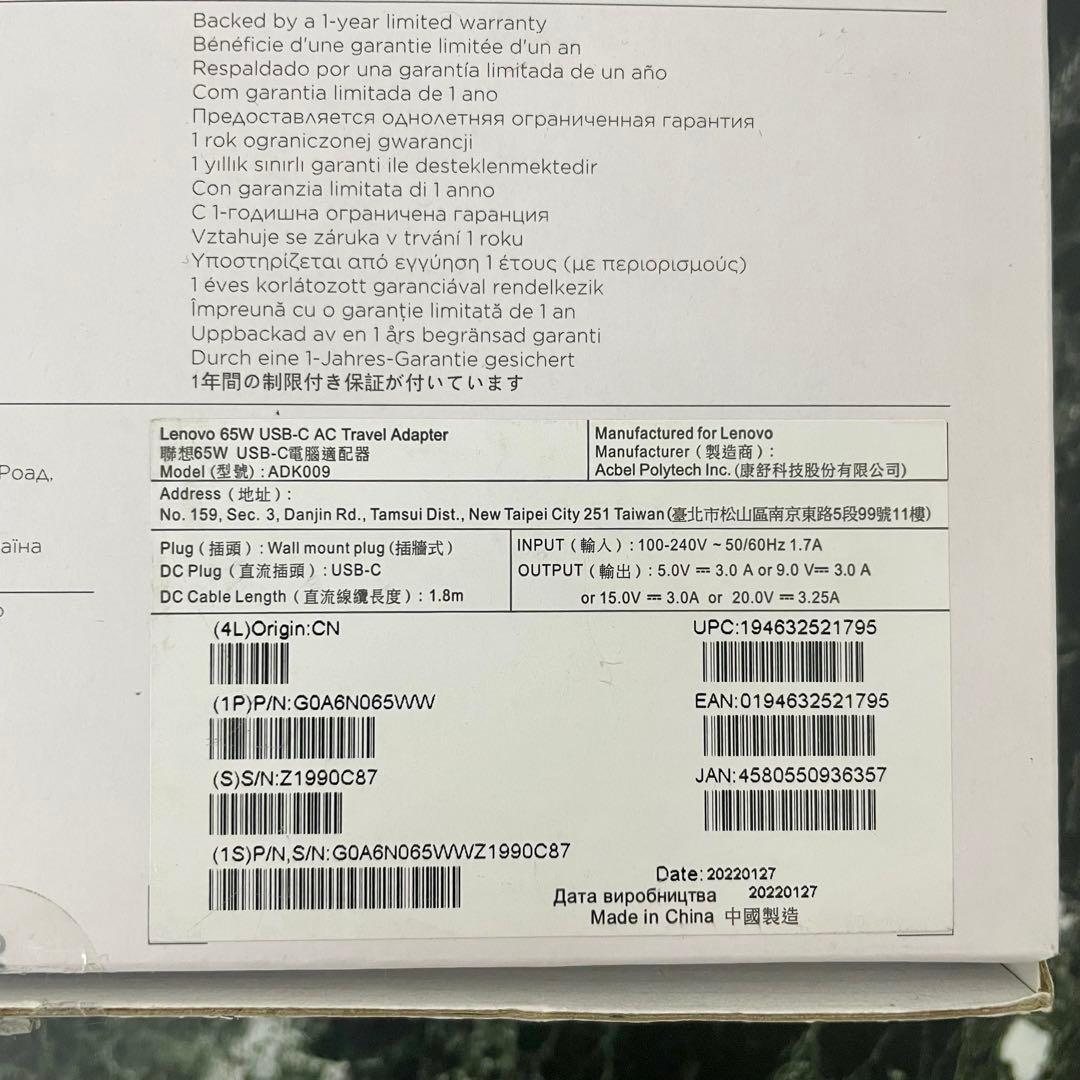 Backed by a 1-year limited warranty
Bénéficie d'une garantie limitée d'un an
Respaldado por una garantía limitada de un año
Com garantia limitada de 1 ano
Предоставляется однолетняя ограниченная гарантия
1 rok ograniczonej gwarancji
1 yıllık sınırlı garanti ile desteklenmektedir
Con garanzia limitata di 1 anno
С 1-годишна ограничена гаранция
Vztahuje se záruka v trvání 1 roku
Υποστηρίζεται από εγγύηση 1 έτους (με περιορισμούς)
1 éves korlátozott garanciával rendelkezik
Împreună cu o garanție limitată de 1 an
Uppbackad av en 1 års begränsad garanti
Durch eine 1-Jahres-Garantie gesichert
1年間の制限付き保証が付いています
Роад,
аїна
Lenovo 65W USB-C AC Travel Adapter
聯想65W USB-C電腦適配器
Model (型號) : ADK009
Manufactured for Lenovo
Manufacturer (製造商) :
Acbel Polytech Inc. (康舒科技股份有限公司)
Address (地址) :
No. 159, Sec. 3, Danjin Rd., Tamsui Dist., New Taipei City 251 Taiwan (臺北市松山區南京東路5段99號11樓)
Plug (插頭) : Wall mount plug (插牆式)
DC Plug (直流插頭) : USB-C
DC Cable Length (直流線纜長度) : 1.8m
INPUT (輸入) : 100-240V ~ 50/60Hz 1.7A
OUTPUT (輸出) : 5.0V ⎓ 3.0 A or 9.0 V⎓ 3.0 A
or 15.0V ⎓ 3.0A or 20.0V ⎓ 3.25A
(4L)Origin:CN
(1P)P/N:G0A6N065WW
(S)S/N:Z1990C87
(1S)P/N,S/N:G0A6N065WWZ1990C87
UPC:194632521795
EAN:0194632521795
JAN:4580550936357
Date: 20220127
Дата виробництва 20220127
Made in China 中國製造